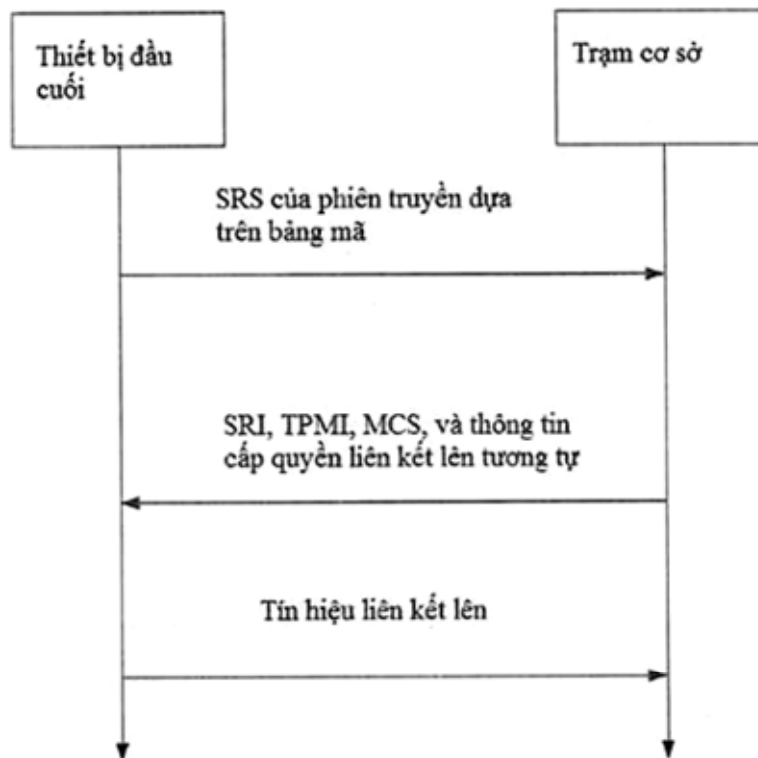 Thiết bị đầu
cuối
Trạm cơ sở
SRS của phiên truyền dựa
trên bảng mã
SRI, TPMI, MCS, và thông tin
cấp quyền liên kết lên tương tự
Tín hiệu liên kết lên